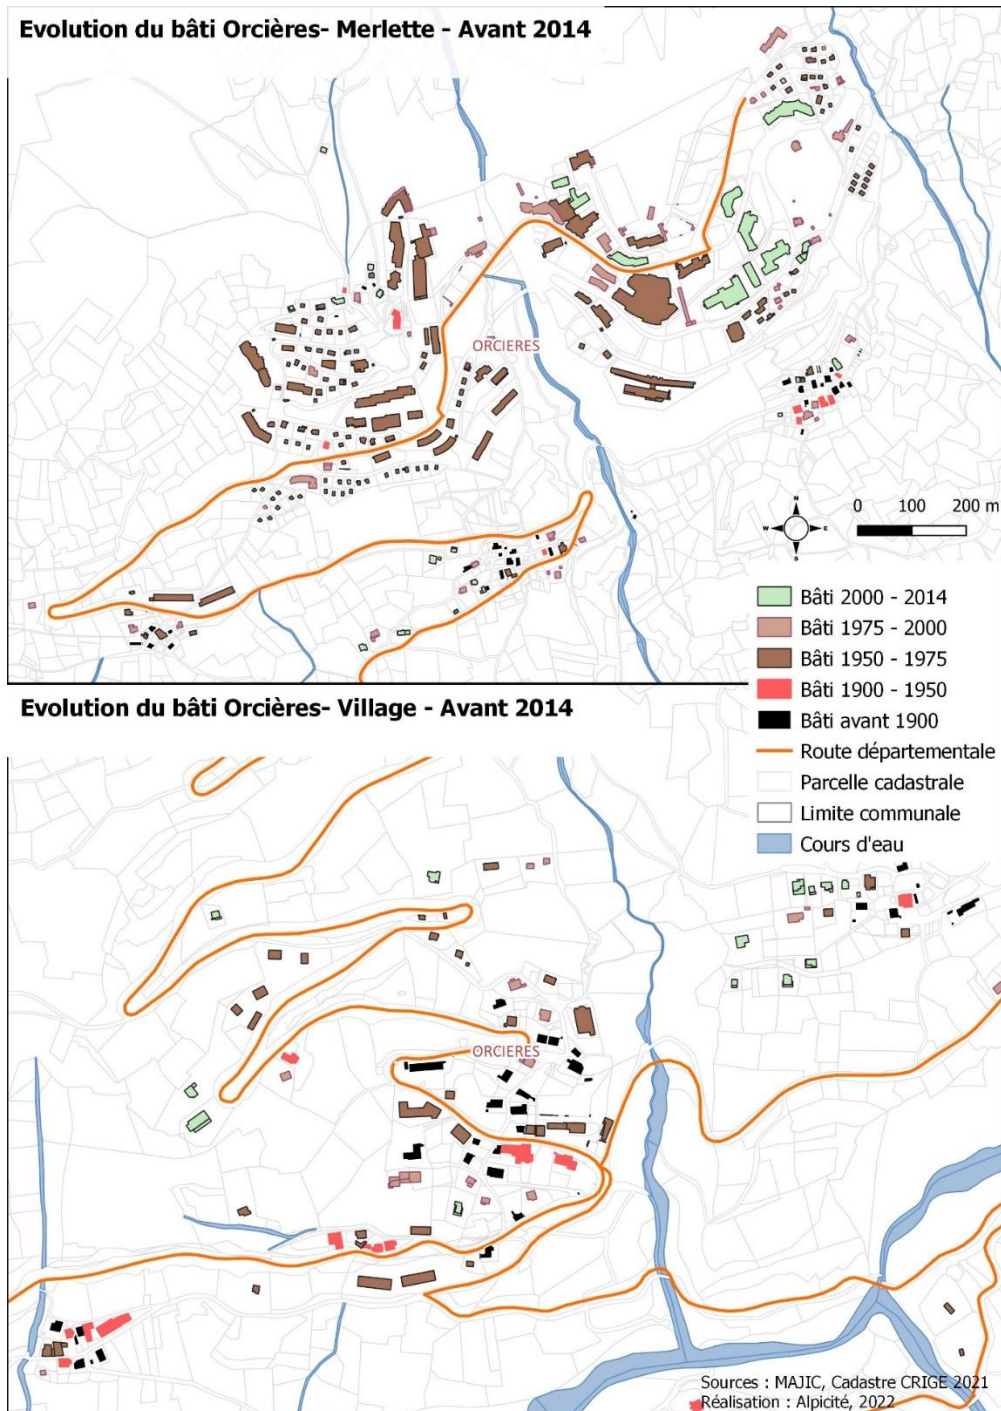 Evolution du bâti Orcières- Merlette - Avant 2014
ORCIERES
N
W E
S
0 100 200 m
Bâti 2000 - 2014
Bâti 1975 - 2000
Bâti 1950 - 1975
Bâti 1900 - 1950
Bâti avant 1900
Route départementale
Parcelle cadastrale
Limite communale
Cours d'eau
Evolution du bâti Orcières- Village - Avant 2014
ORCIERES
Sources : MAJIC, Cadastre CRIGE 2021
Réalisation : Alpicité, 2022